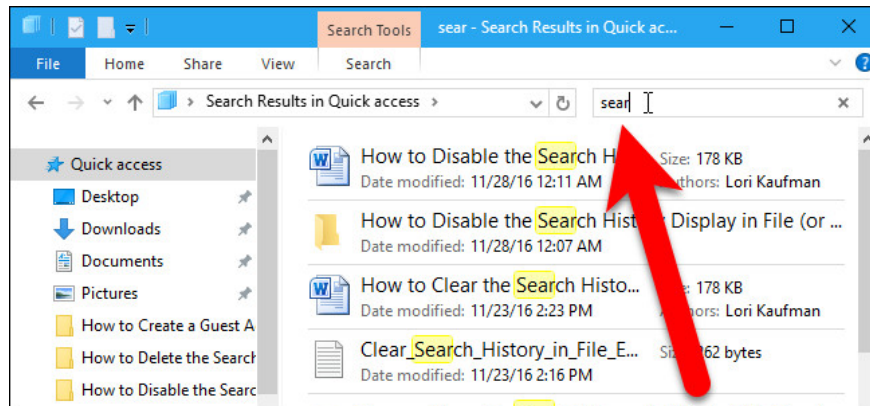 Search Tools
sear - Search Results in Quick ac...
File Home Share View Search
Search Results in Quick access
sear
Quick access
Desktop
Downloads
Documents
Pictures
How to Create a Guest A
How to Delete the Search
How to Disable the Searc
How to Disable the Search H
Size: 178 KB
Date modified: 11/28/16 12:11 AM
Authors: Lori Kaufman
How to Disable the Search History Display in File (or ...
Date modified: 11/28/16 12:07 AM
How to Clear the Search Histo...
178 KB
Date modified: 11/23/16 2:23 PM
Lori Kaufman
Clear_Search_History_in_File_E...
262 bytes
Date modified: 11/23/16 2:16 PM